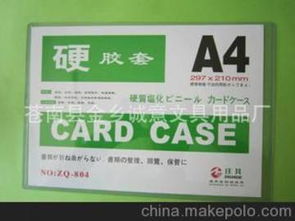 硬 胶套
A4
297×210mm
硬質塩化ビニール カードケース
苍南县金乡诚意文具用品厂
CARD CASE
NO:ZQ-804
china.makepolo.com